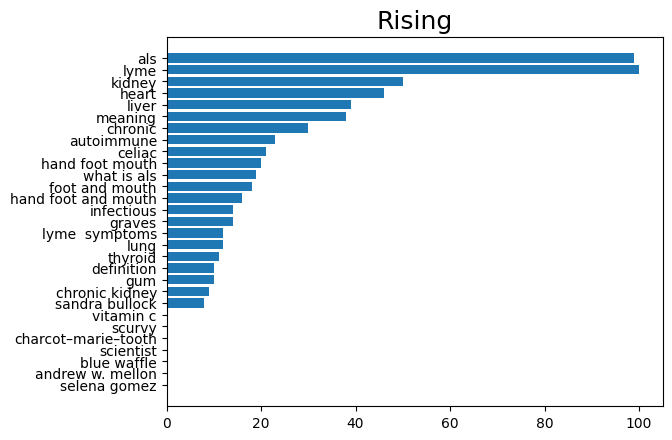 Rising
als
lyme
kidney
heart
liver
meaning
chronic
autoimmune
celiac
hand foot mouth
what is als
foot and mouth
hand foot and mouth
infectious
graves
lyme  symptoms
lung
thyroid
definition
gum
chronic kidney
sandra bullock
vitamin c
scurvy
charcot–marie–tooth
scientist
blue waffle
andrew w. mellon
selena gomez
0 20 40 60 80 100